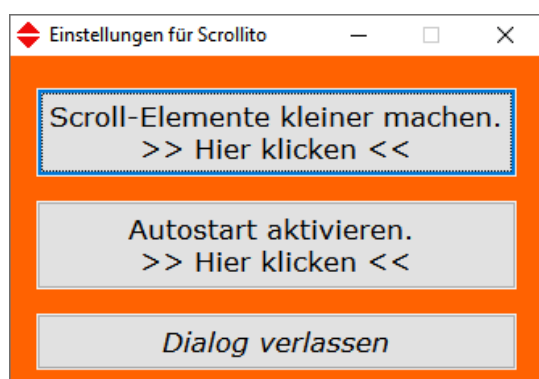 Einstellungen für Scrollito
Scroll-Elemente kleiner machen.
>> Hier klicken <<
Autostart aktivieren.
>> Hier klicken <<
Dialog verlassen